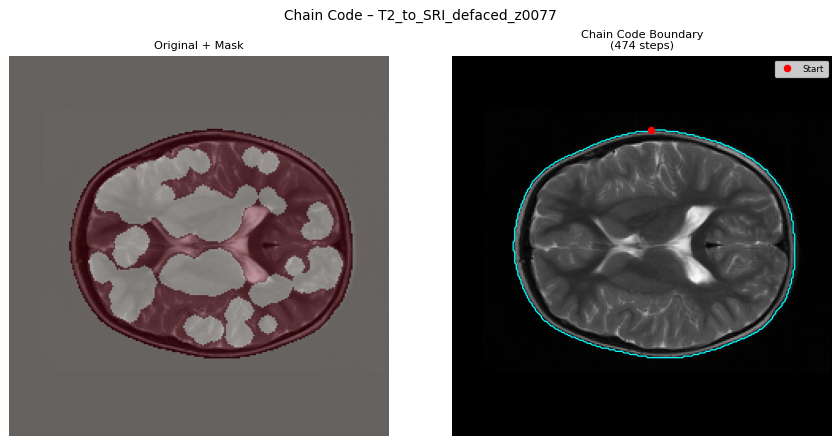 Chain Code – T2_to_SRI_defaced_z0077
Original + Mask
Chain Code Boundary
(474 steps)
Start